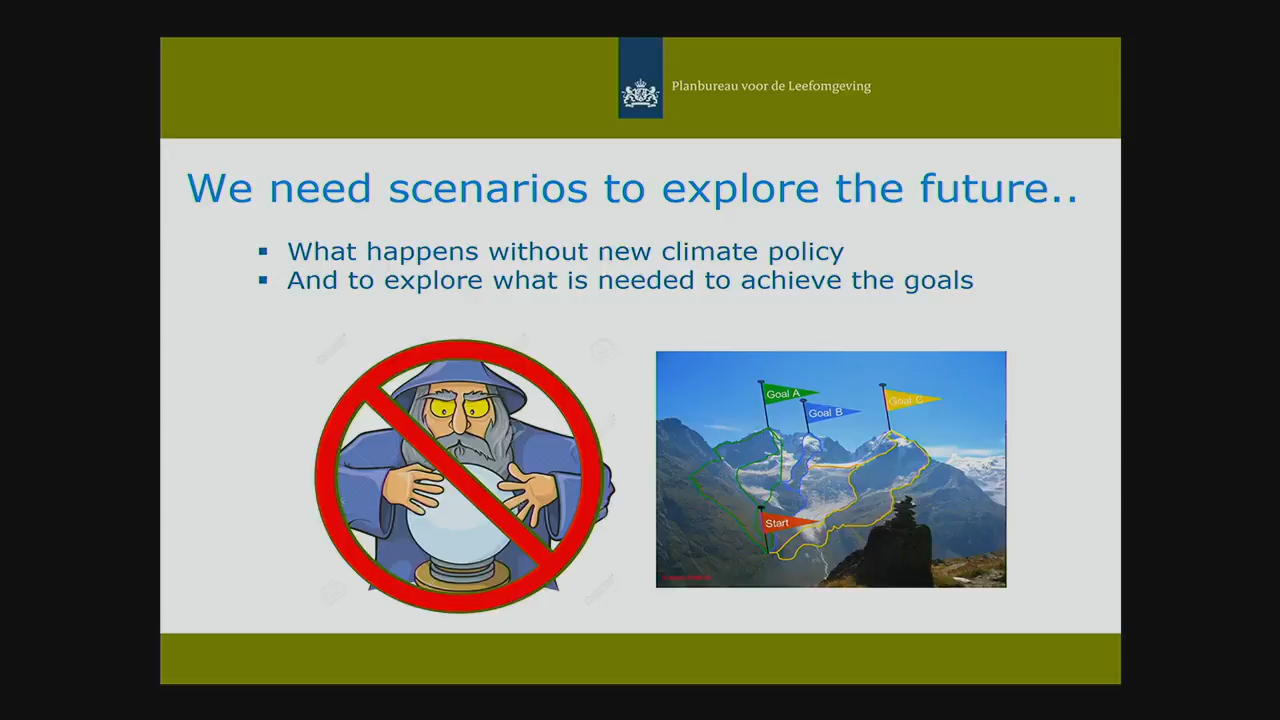 Planbureau voor de Leefomgeving
We need scenarios to explore the future..
▪ What happens without new climate policy
▪ And to explore what is needed to achieve the goals
Goal A
Goal B
Goal C
Start